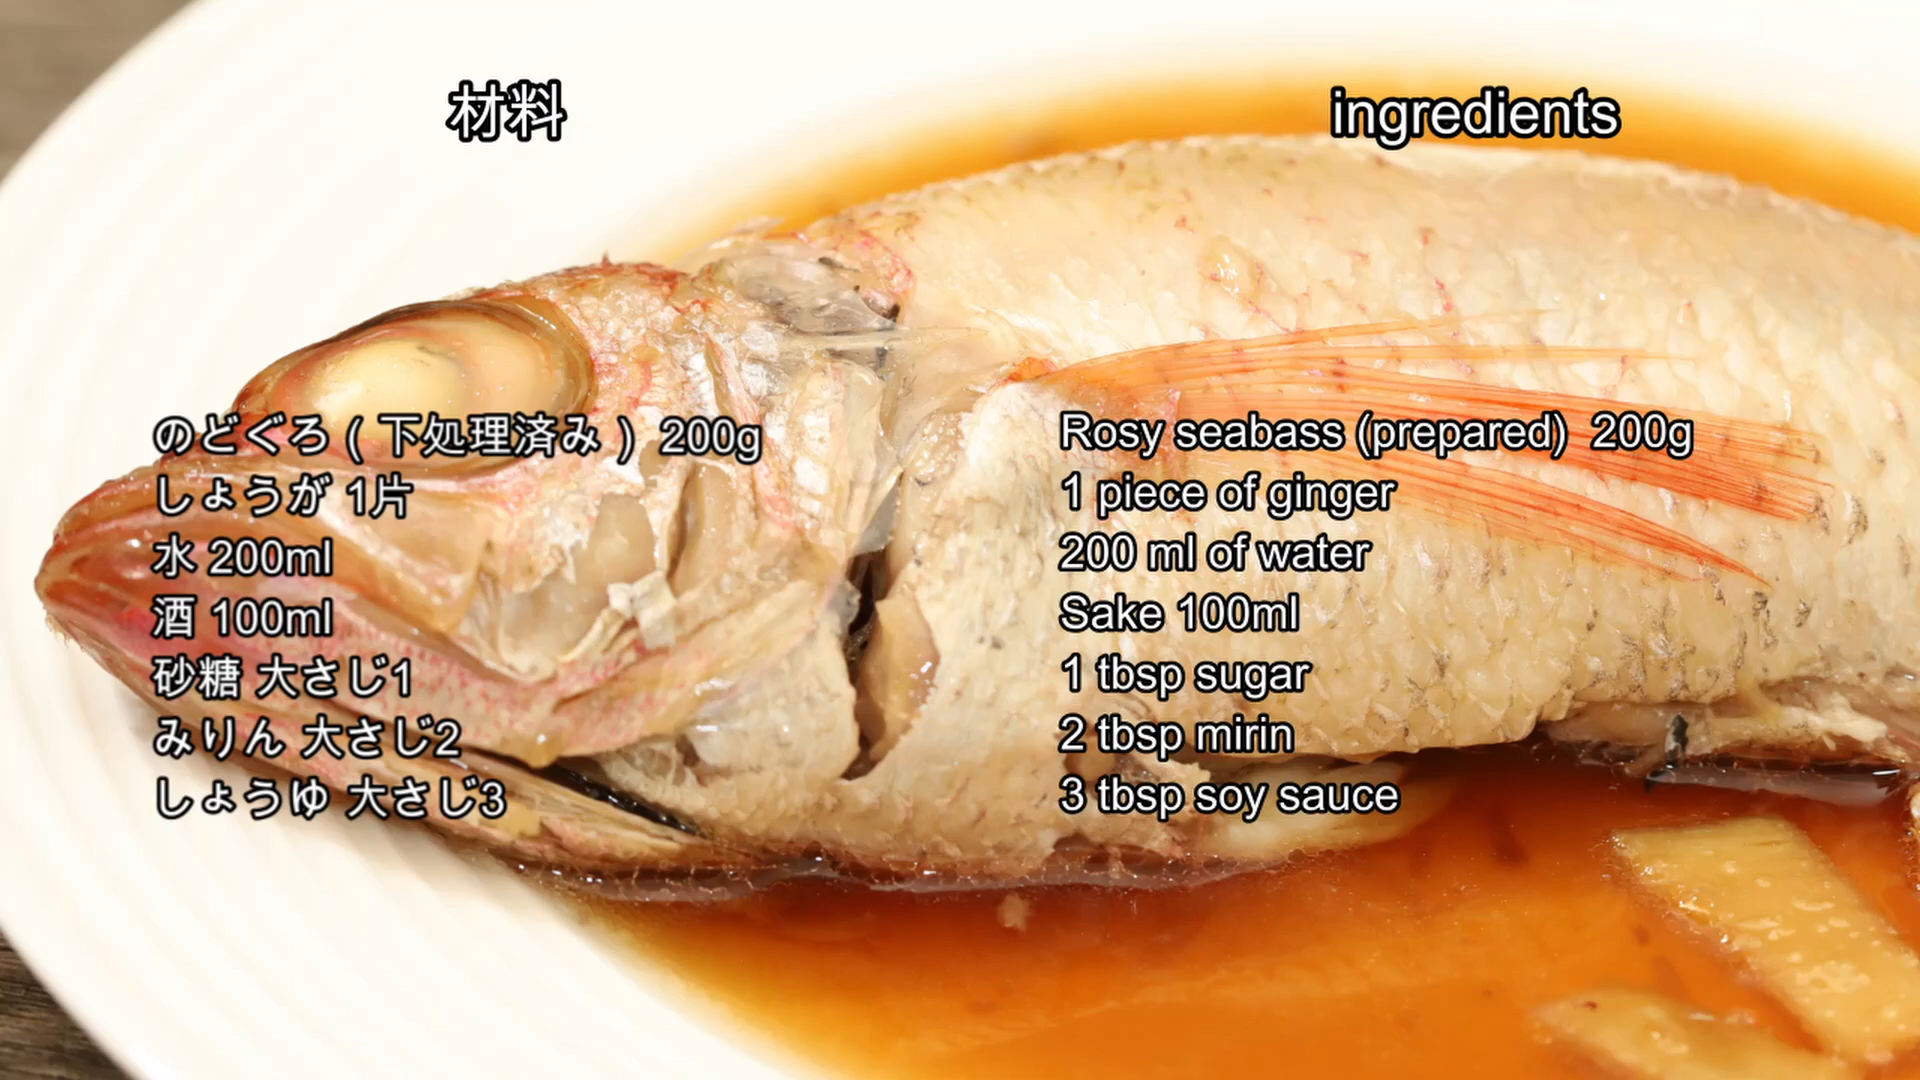 材料
のどぐろ ( 下処理済み ) 200g
しょうが 1片
水 200ml
酒 100ml
砂糖 大さじ1
みりん 大さじ2
しょうゆ 大さじ3
ingredients
Rosy seabass (prepared) 200g
1 piece of ginger
200 ml of water
Sake 100ml
1 tbsp sugar
2 tbsp mirin
3 tbsp soy sauce